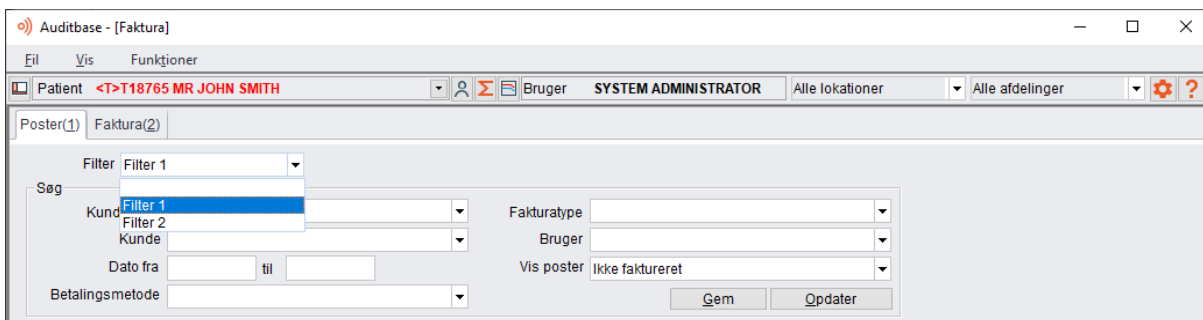 Auditbase - [Faktura]
Fil Vis Funktioner
Patient <T>T18765 MR JOHN SMITH Bruger SYSTEM ADMINISTRATOR Alle lokationer Alle afdelinger ?
Poster(1) Faktura(2)
Filter Filter 1
Søg
Filter 1
Kund Fakturatype
Filter 2
Kunde Bruger
Dato fra til Vis poster Ikke faktureret
Betalingsmetode Gem Opdater